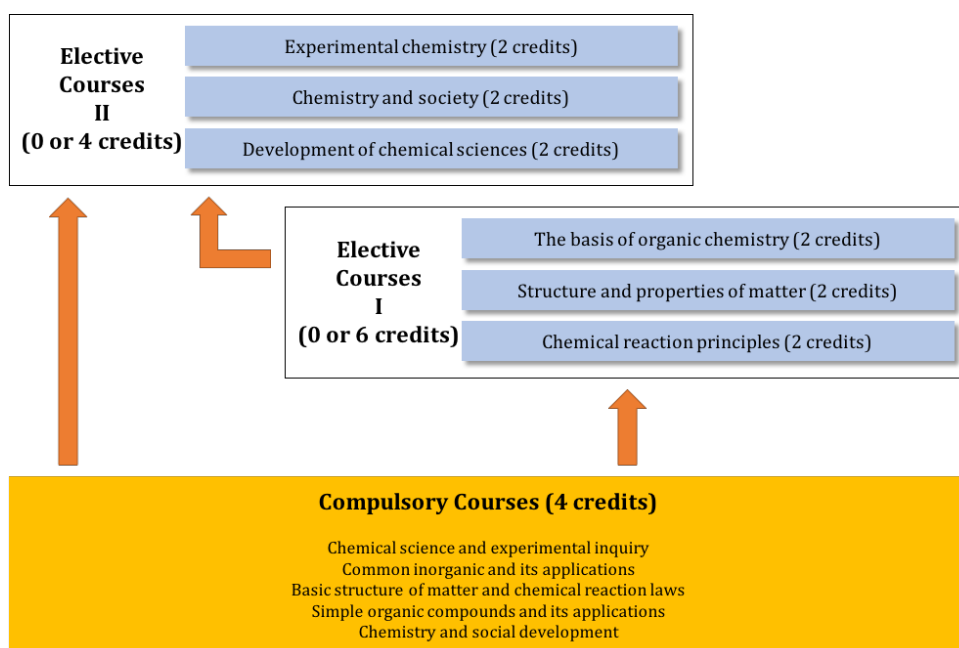 Elective
Courses
II
(0 or 4 credits)
Experimental chemistry (2 credits)
Chemistry and society (2 credits)
Development of chemical sciences (2 credits)
Elective
Courses
I
(0 or 6 credits)
The basis of organic chemistry (2 credits)
Structure and properties of matter (2 credits)
Chemical reaction principles (2 credits)
Compulsory Courses (4 credits)
Chemical science and experimental inquiry
Common inorganic and its applications
Basic structure of matter and chemical reaction laws
Simple organic compounds and its applications
Chemistry and social development